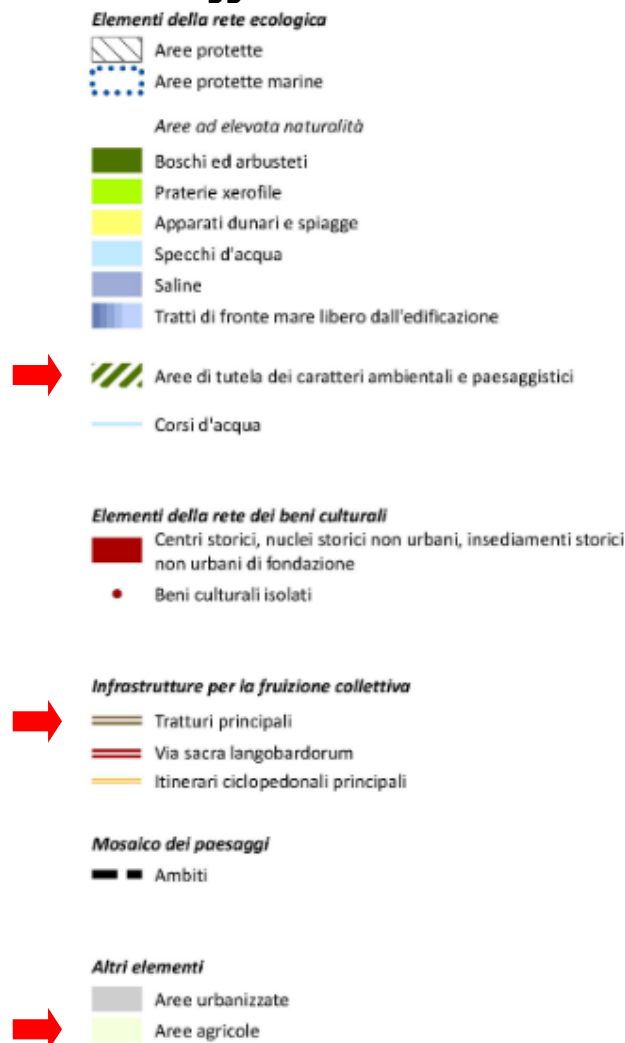 Elementi della rete ecologica
Aree protette
Aree protette marine
Aree ad elevata naturalità
Boschi ed arbusteti
Praterie xerofile
Apparati dunari e spiagge
Specchi d'acqua
Saline
Tratti di fronte mare libero dall'edificazione
Aree di tutela dei caratteri ambientali e paesaggistici
Corsi d'acqua
Elementi della rete dei beni culturali
Centri storici, nuclei storici non urbani, insediamenti storici
non urbani di fondazione
Beni culturali isolati
Infrastrutture per la fruizione collettiva
Tratturi principali
Via sacra langobardorum
Itinerari ciclopedonali principali
Mosaico dei paesaggi
Ambiti
Altri elementi
Aree urbanizzate
Aree agricole